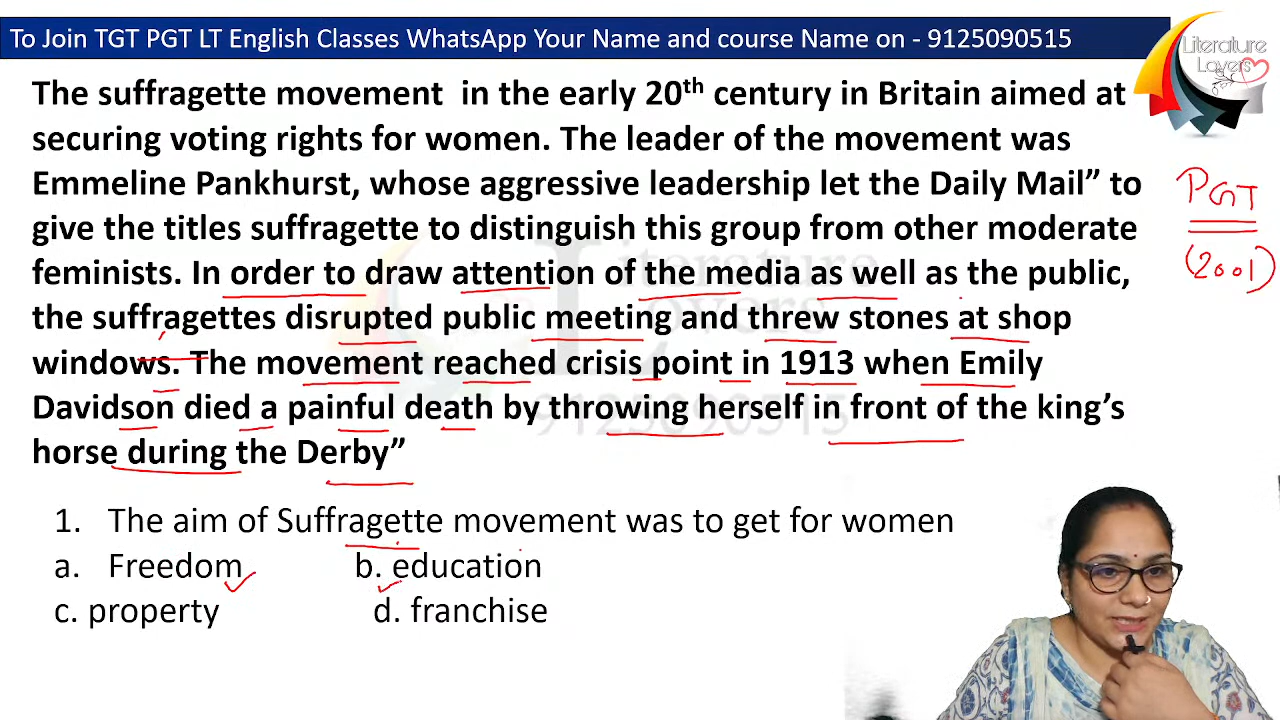 To Join TGT PGT LT English Classes WhatsApp Your Name and course Name on - 9125090515
Literature
Lovers
The suffragette movement in the early 20th century in Britain aimed at
securing voting rights for women. The leader of the movement was
Emmeline Pankhurst, whose aggressive leadership let the Daily Mail” to
give the titles suffragette to distinguish this group from other moderate
feminists. In order to draw attention of the media as well as the public,
the suffragettes disrupted public meeting and threw stones at shop
windows. The movement reached crisis point in 1913 when Emily
Davidson died a painful death by throwing herself in front of the king’s
horse during the Derby”
PGT
(2001)
Literature
Lovers
9125090515
1. The aim of Suffragette movement was to get for women
a. Freedom b. education
c. property d. franchise